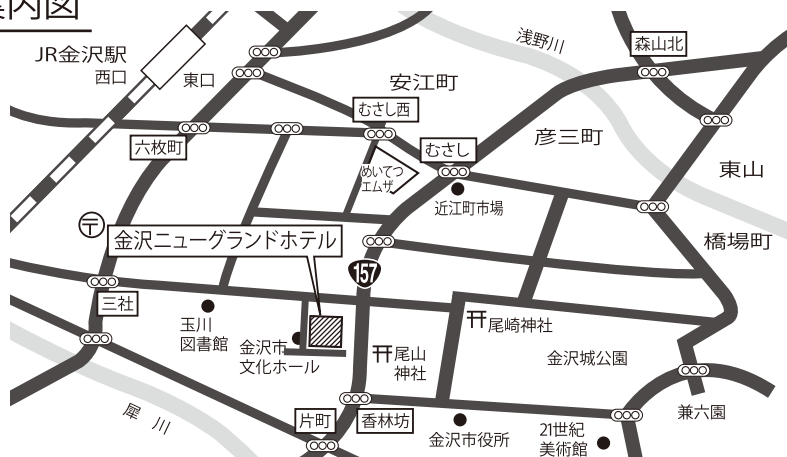 案内図
JR金沢駅
西口
東口
安江町
浅野川
森山北
むさし西
六枚町
むさし
彦三町
めいてつ
エムザ
近江町市場
東山
〒
金沢ニューグランドホテル
157
橋場町
三社
玉川
図書館
金沢市
文化ホール
尾山
神社
尾崎神社
金沢城公園
犀川
片町
香林坊
金沢市役所
21世紀
美術館
兼六園